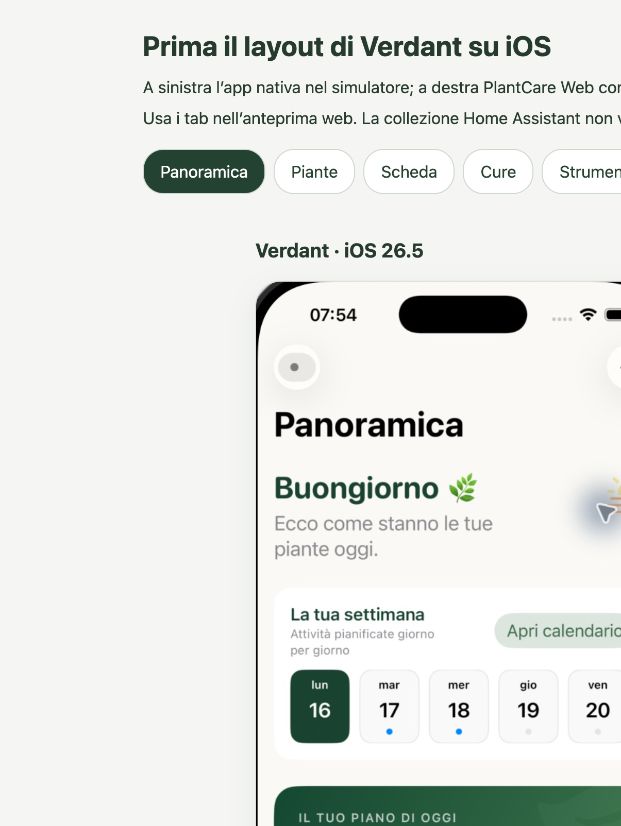 Prima il layout di Verdant su iOS
A sinistra l'app nativa nel simulatore; a destra PlantCare Web
Usa i tab nell'anteprima web. La collezione Home Assistant non
Panoramica Piante Scheda Cure
Verdant · iOS 26.5
07:54
Panoramica
Buongiorno
Ecco come stanno le tue
piante oggi.
La tua settimana
Attività pianificate giorno
per giorno
Apri calendario
lun mar mer gio ven
16 17 18 19 20
IL TUO PIANO DI OGGI